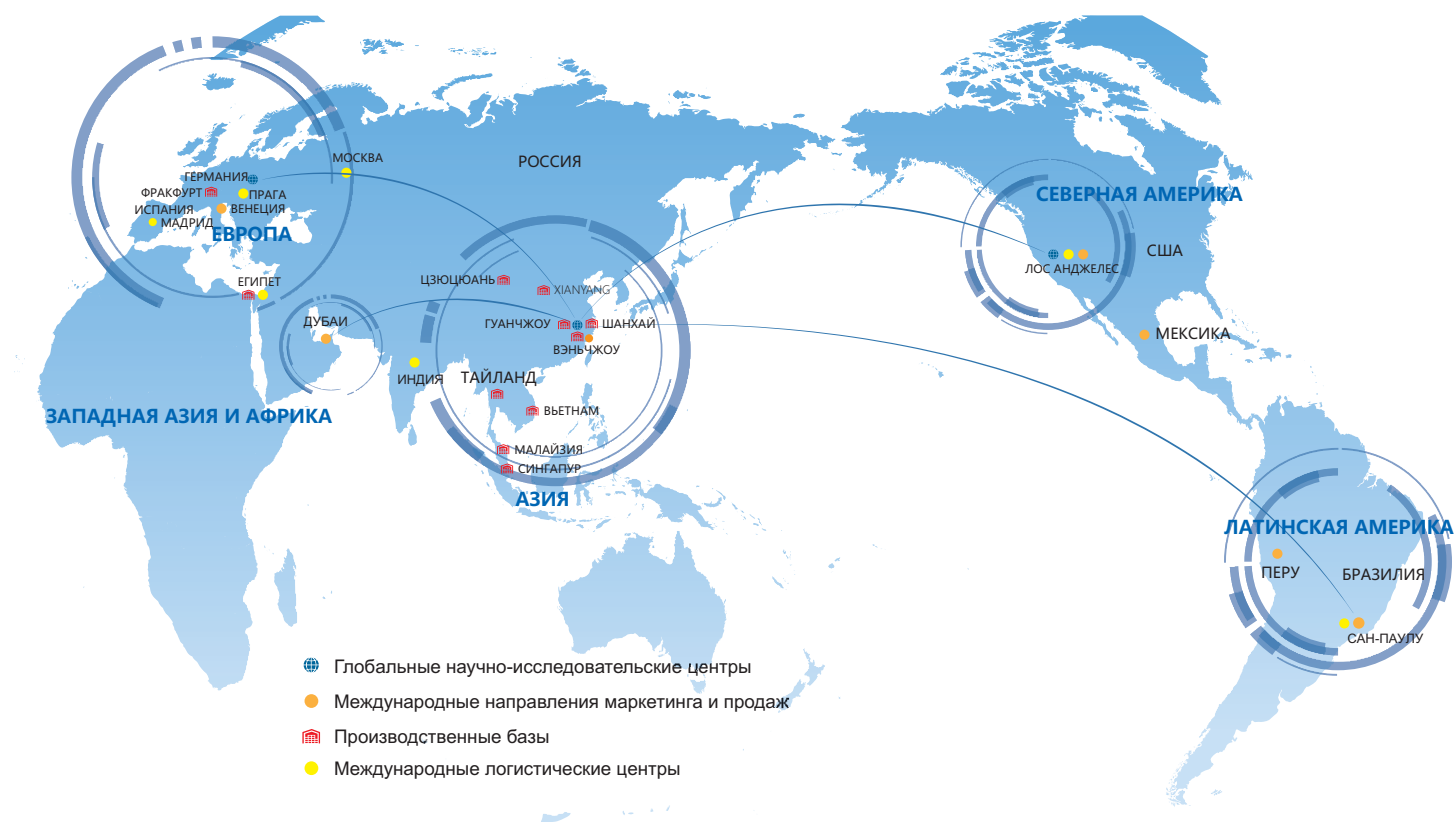 МОСКВА
РОССИЯ
ГЕРМАНИЯ
ФРАКФУРТ
ПРАГА
ИСПАНИЯ
ВЕНЕЦИЯ
МАДРИД
ЕВРОПА
ЕГИПЕТ
ДУБАИ
ЗАПАДНАЯ АЗИЯ И АФРИКА
ЦЗЮЦЮАНЬ
XIANYANG
ГУАНЧЖОУ
ШАНХАЙ
ВЭНЬЧЖОУ
ИНДИЯ
ТАЙЛАНД
ВЬЕТНАМ
МАЛАЙЗИЯ
СИНГАПУР
АЗИЯ
СЕВЕРНАЯ АМЕРИКА
США
ЛОС АНДЖЕЛЕС
МЕКСИКА
ЛАТИНСКАЯ АМЕРИКА
ПЕРУ
БРАЗИЛИЯ
САН-ПАУЛУ
Глобальные научно-исследовательские центры
Международные направления маркетинга и продаж
Производственные базы
Международные логистические центры